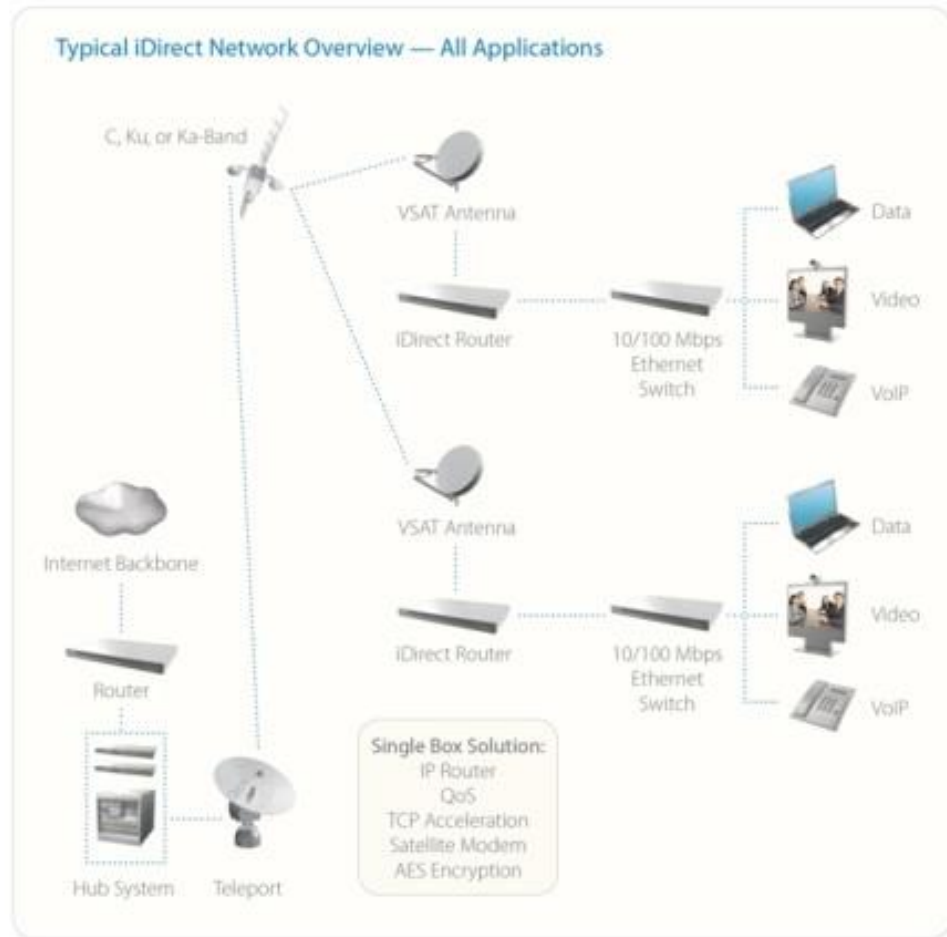 Typical iDirect Network Overview — All Applications
C, Ku, or Ka-Band
VSAT Antenna
Data
iDirect Router
10/100 Mbps
Ethernet
Switch
Video
VoIP
VSAT Antenna
Data
Internet Backbone
iDirect Router
10/100 Mbps
Ethernet
Switch
Video
VoIP
Router
Single Box Solution:
IP Router
QoS
TCP Acceleration
Satellite Modem
AES Encryption
Hub System
Teleport